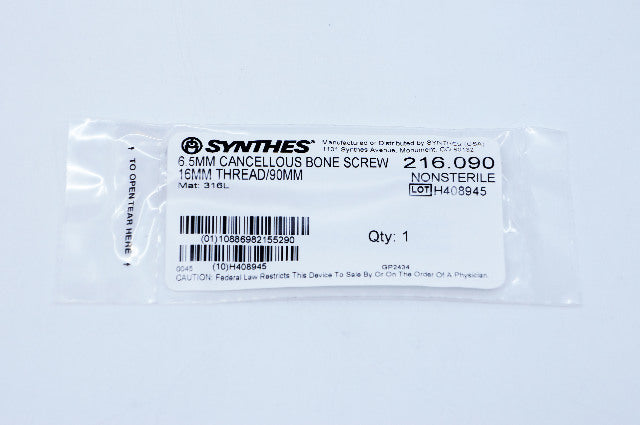 SYNTHES®
Manufactured or Distributed by SYNTHES (USA)
1101 Synthes Avenue, Monument, CO 80132
6.5MM CANCELLOUS BONE SCREW 216.090
16MM THREAD/90MM NONSTERILE
Mat: 316L LOT H408945
(01)10886982155290
Qty: 1
0045 (10)H408945 GP2434
CAUTION: Federal Law Restricts This Device To Sale By Or On The Order Of A Physician.
↑ TO OPEN TEAR HERE ↑